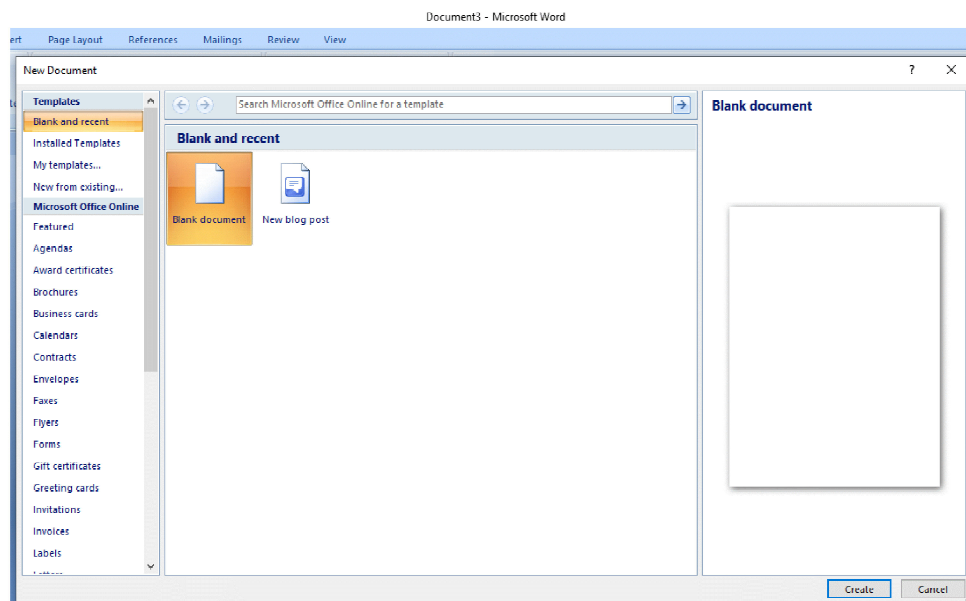 Document3 - Microsoft Word
ert Page Layout References Mailings Review View
New Document ?
Templates
Blank and recent
Installed Templates
My templates...
New from existing...
Microsoft Office Online
Featured
Agendas
Award certificates
Brochures
Business cards
Calendars
Contracts
Envelopes
Faxes
Flyers
Forms
Gift certificates
Greeting cards
Invitations
Invoices
Labels
Search Microsoft Office Online for a template
Blank and recent
Blank document New blog post
Blank document
Create Cancel